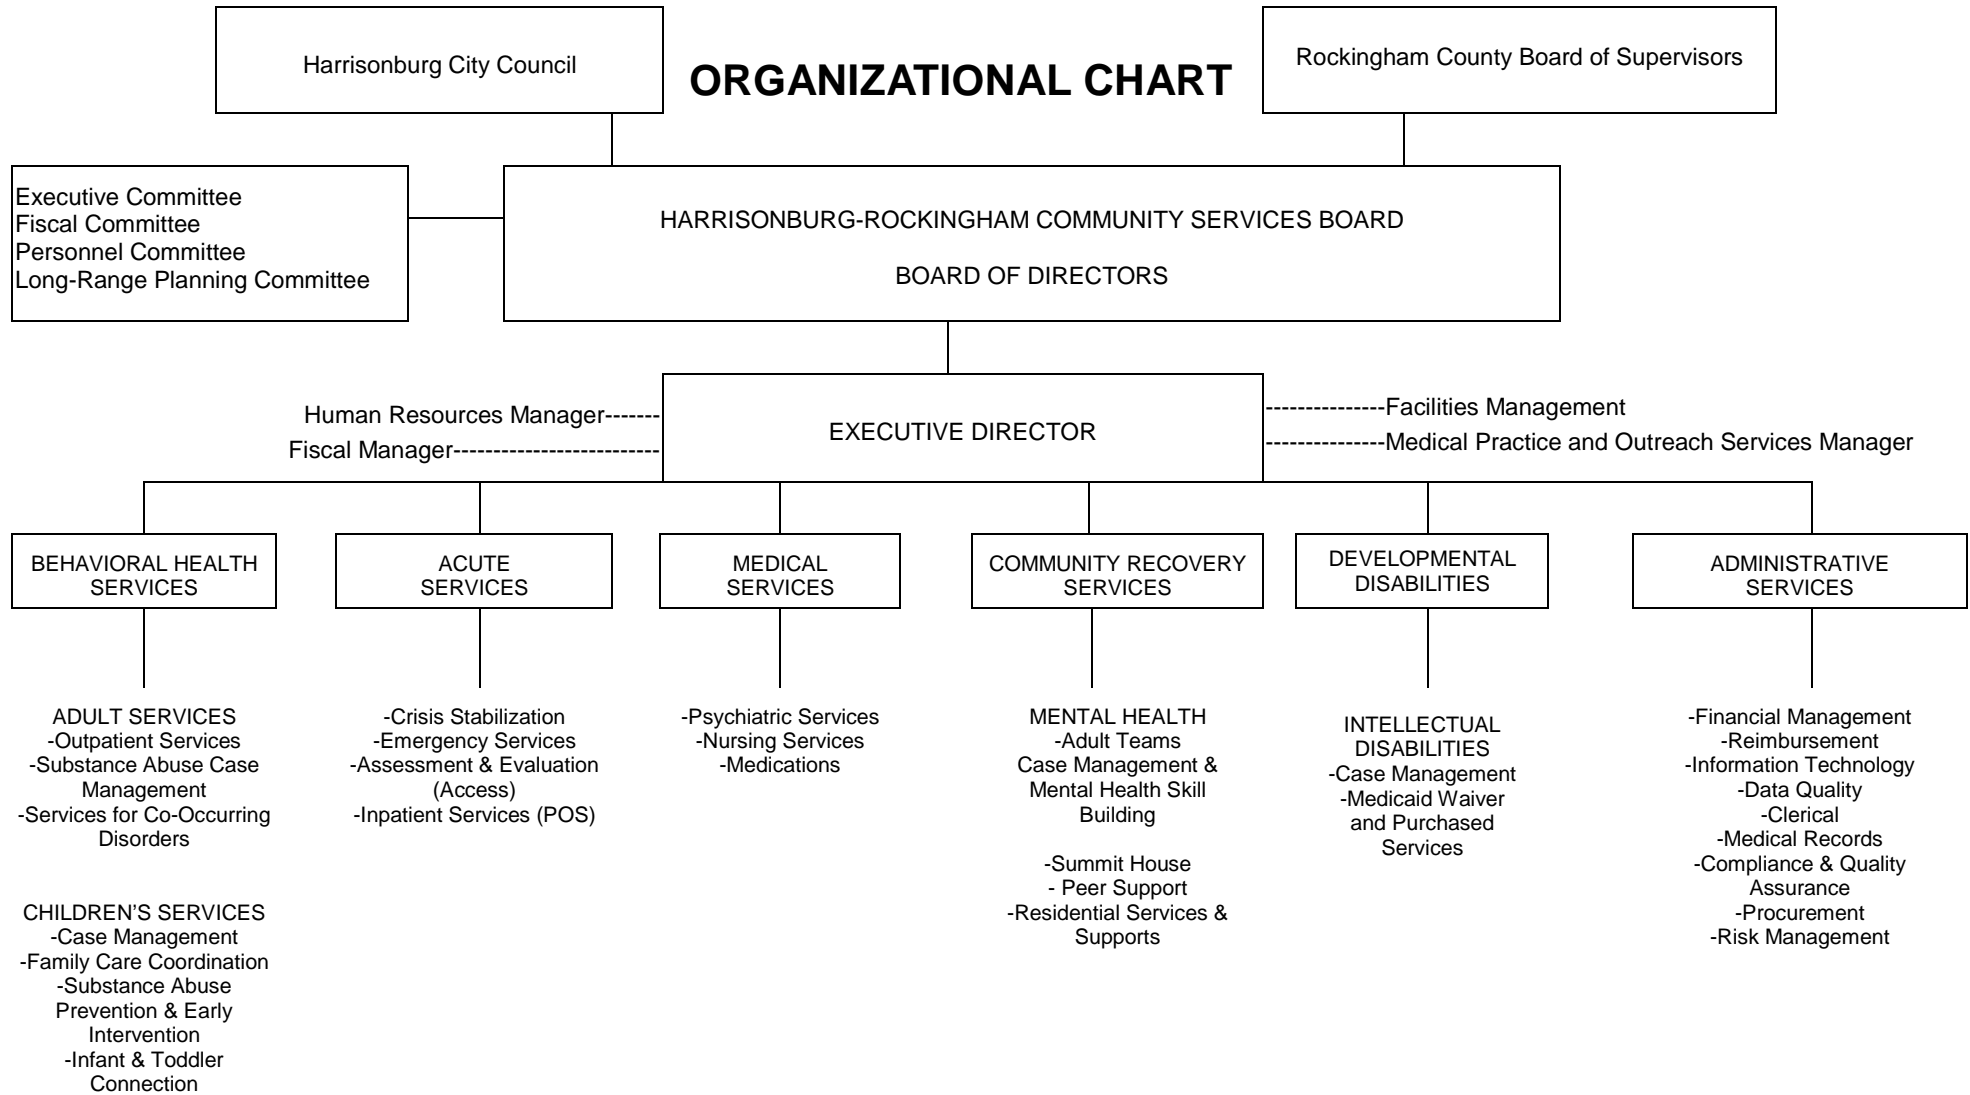 Harrisonburg City Council
ORGANIZATIONAL CHART
Rockingham County Board of Supervisors
Executive Committee
Fiscal Committee
Personnel Committee
Long-Range Planning Committee
HARRISONBURG-ROCKINGHAM COMMUNITY SERVICES BOARD
BOARD OF DIRECTORS
Human Resources Manager-------
Fiscal Manager--------------------------
EXECUTIVE DIRECTOR
---------------Facilities Management
---------------Medical Practice and Outreach Services Manager
BEHAVIORAL HEALTH
SERVICES
ACUTE
SERVICES
MEDICAL
SERVICES
COMMUNITY RECOVERY
SERVICES
DEVELOPMENTAL
DISABILITIES
ADMINISTRATIVE
SERVICES
ADULT SERVICES
-Outpatient Services
-Substance Abuse Case
Management
-Services for Co-Occurring
Disorders
CHILDREN’S SERVICES
-Case Management
-Family Care Coordination
-Substance Abuse
Prevention & Early
Intervention
-Infant & Toddler
Connection
-Crisis Stabilization
-Emergency Services
-Assessment & Evaluation
(Access)
-Inpatient Services (POS)
-Psychiatric Services
-Nursing Services
-Medications
MENTAL HEALTH
-Adult Teams
Case Management &
Mental Health Skill
Building
-Summit House
- Peer Support
-Residential Services &
Supports
INTELLECTUAL
DISABILITIES
-Case Management
-Medicaid Waiver
and Purchased
Services
-Financial Management
-Reimbursement
-Information Technology
-Data Quality
-Clerical
-Medical Records
-Compliance & Quality
Assurance
-Procurement
-Risk Management